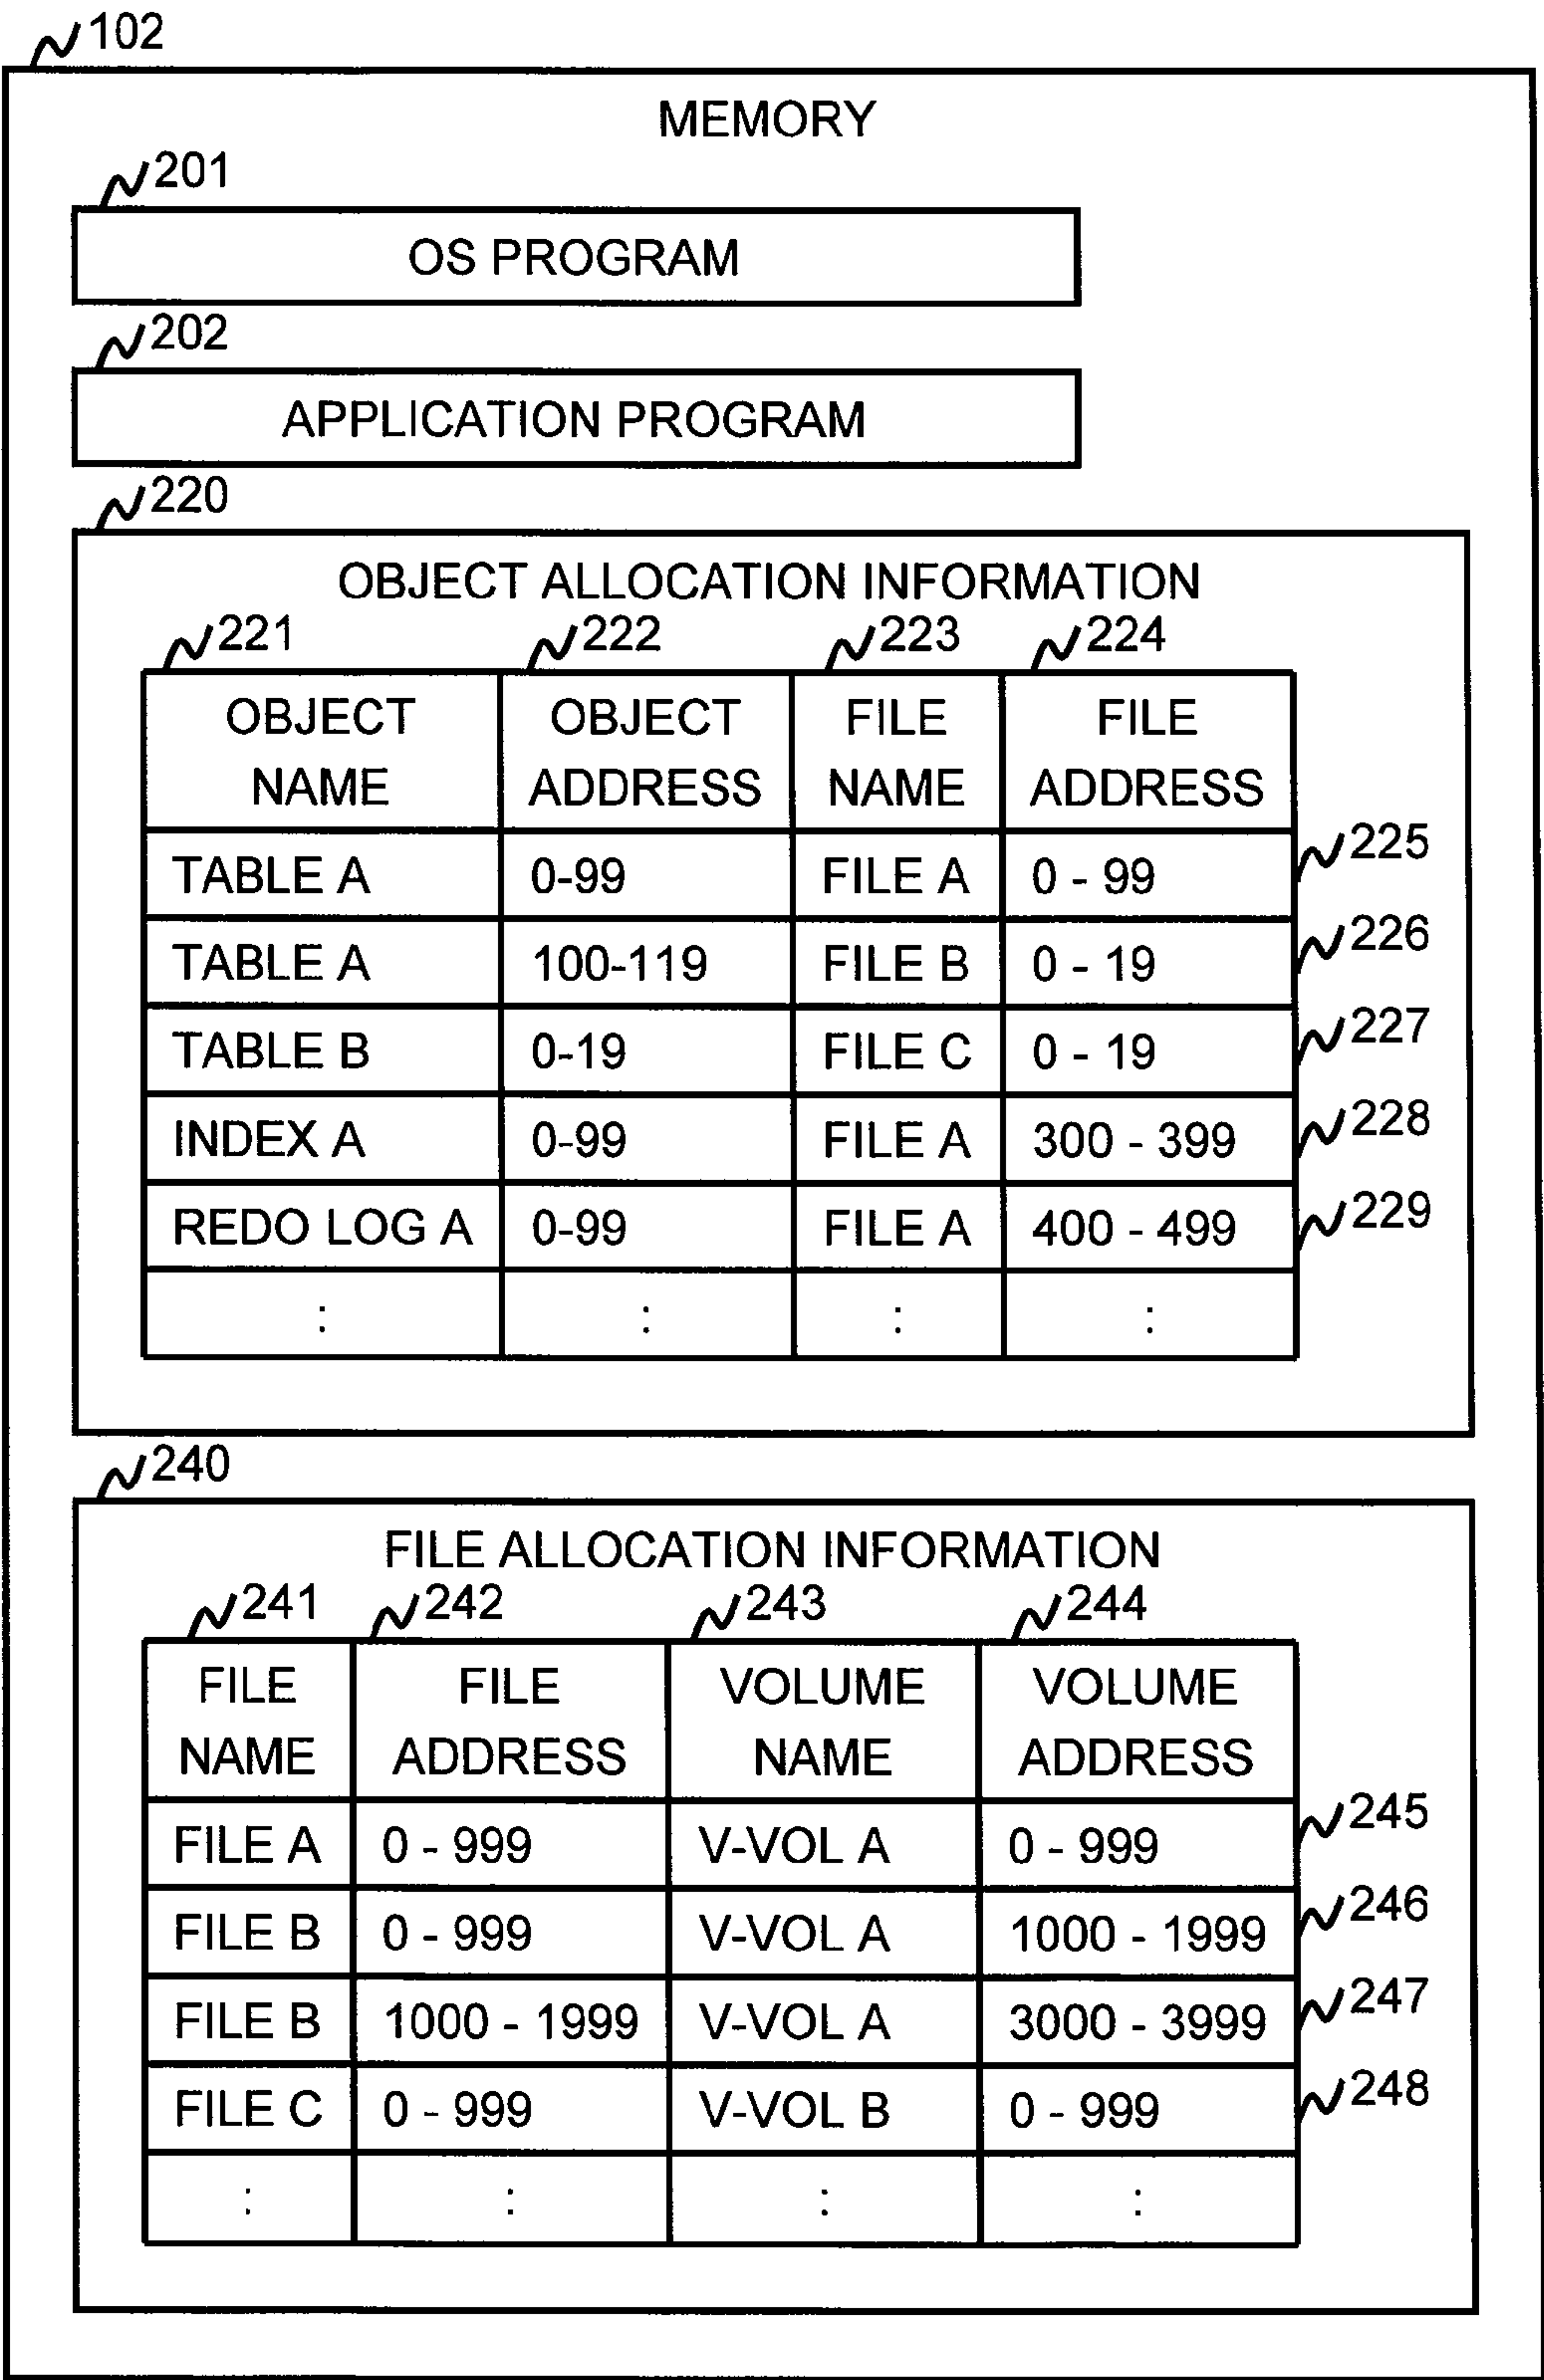 102
MEMORY
201
OS PROGRAM
202
APPLICATION PROGRAM
220
OBJECT ALLOCATION INFORMATION
221 222 223 224
OBJECT NAME OBJECT ADDRESS FILE NAME FILE ADDRESS
TABLE A 0-99 FILE A 0 - 99 225
TABLE A 100-119 FILE B 0 - 19 226
TABLE B 0-19 FILE C 0 - 19 227
INDEX A 0-99 FILE A 300 - 399 228
REDO LOG A 0-99 FILE A 400 - 499 229
: : : :
240
FILE ALLOCATION INFORMATION
241 242 243 244
FILE NAME FILE ADDRESS VOLUME NAME VOLUME ADDRESS
FILE A 0 - 999 V-VOL A 0 - 999 245
FILE B 0 - 999 V-VOL A 1000 - 1999 246
FILE B 1000 - 1999 V-VOL A 3000 - 3999 247
FILE C 0 - 999 V-VOL B 0 - 999 248
: : : :